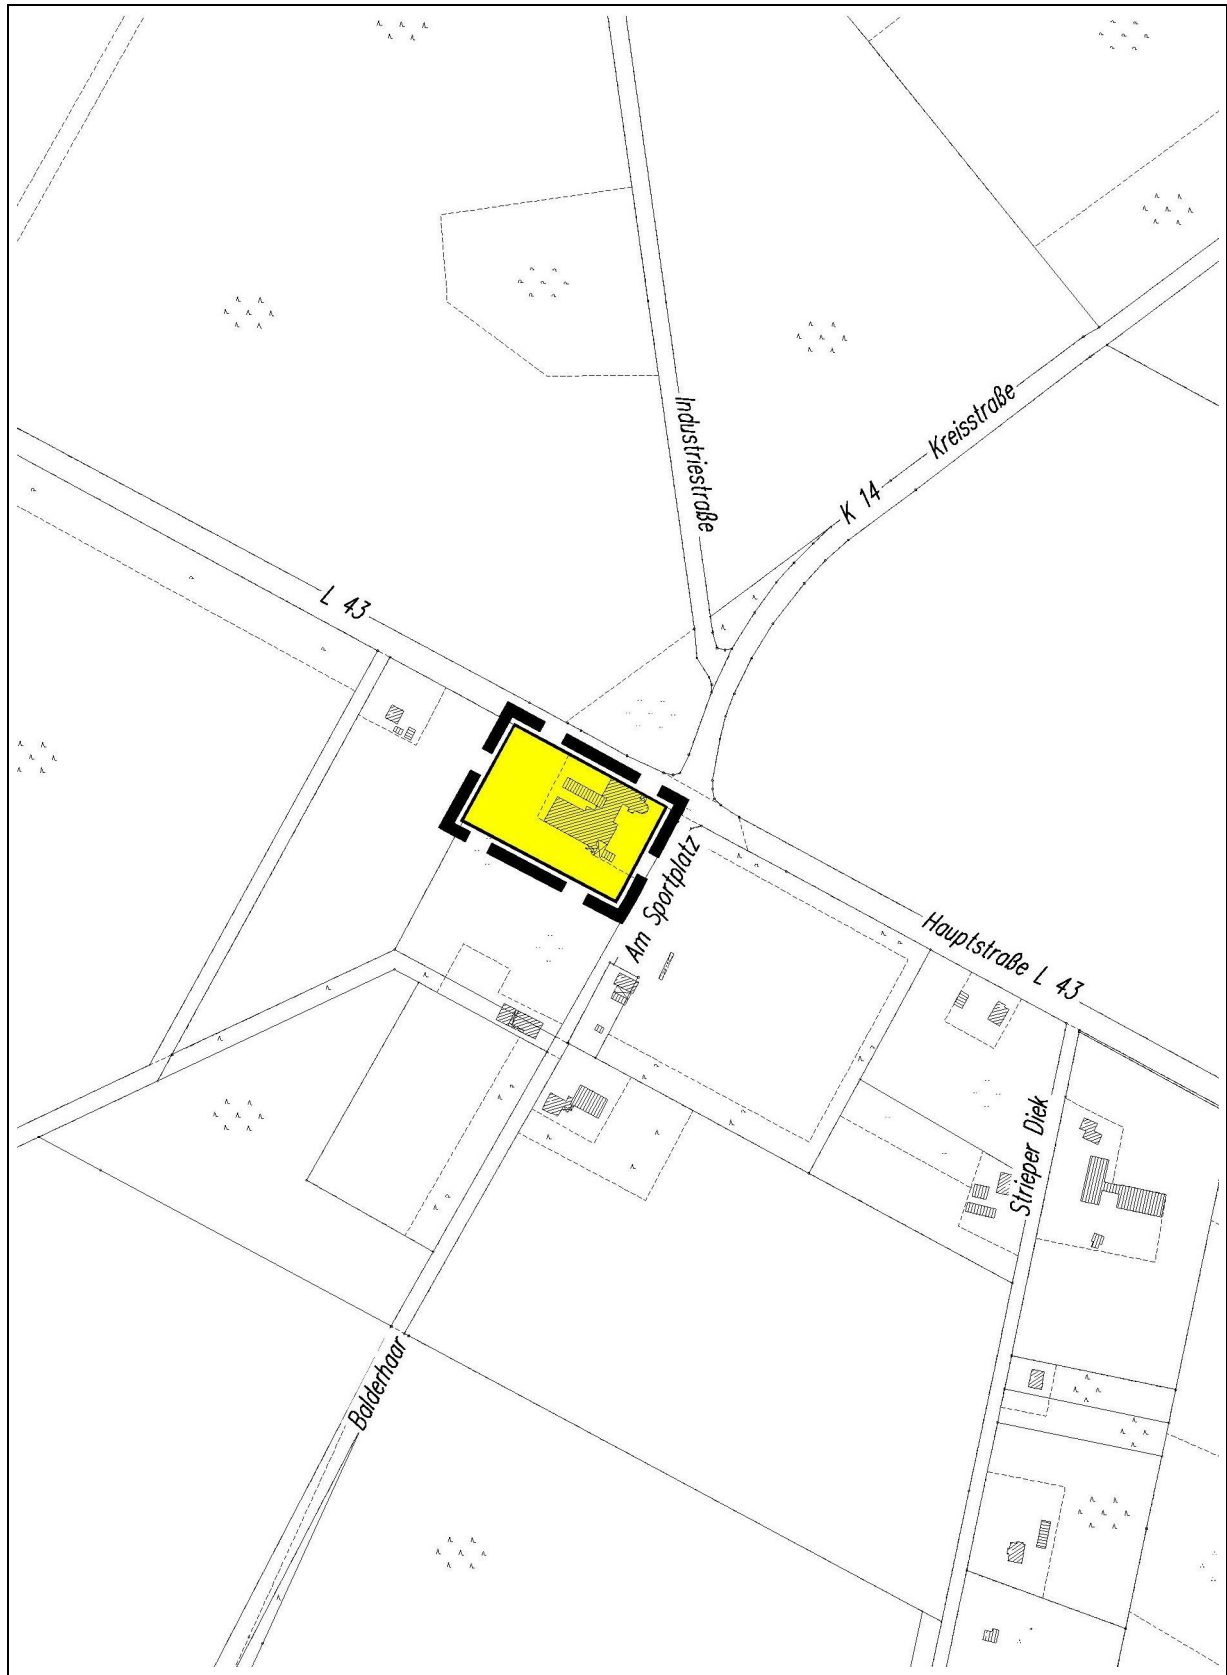 Industriestraße
Kreisstraße
K 14
L 43
Am Sportplatz
Hauptstraße L 43
Strieper Diek
Balderhaar